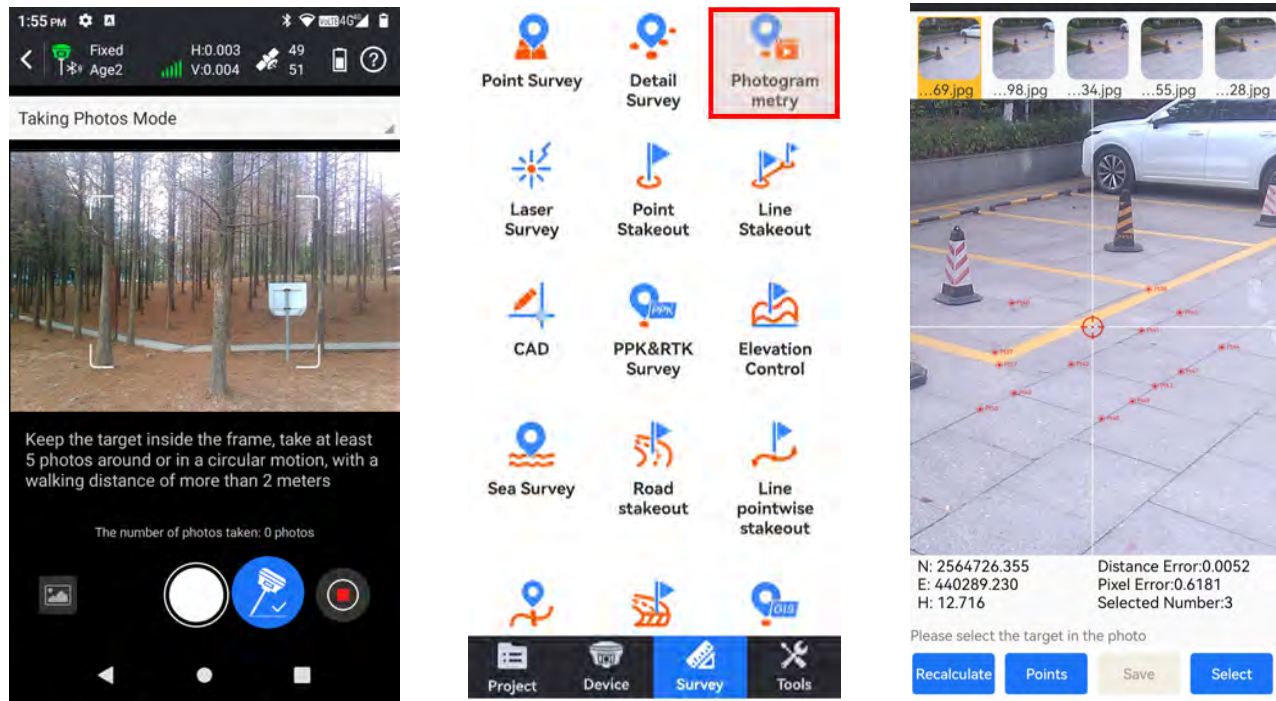 1:55 PM
4G
Fixed
H:0.003
49
Age2
V:0.004
51
?
Taking Photos Mode
Keep the target inside the frame, take at least
5 photos around or in a circular motion, with a
walking distance of more than 2 meters
The number of photos taken: 0 photos
Point Survey
Detail
Survey
Photogram
metry
Laser
Survey
Point
Stakeout
Line
Stakeout
PPK
CAD
PPK&RTK
Survey
Elevation
Control
Sea Survey
Road
stakeout
Line
pointwise
stakeout
GIS
Project
Device
Survey
Tools
...69.jpg
...98.jpg
...34.jpg
...55.jpg
...28.jpg
N: 2564726.355
E: 440289.230
H: 12.716
Distance Error:0.0052
Pixel Error:0.6181
Selected Number:3
Please select the target in the photo
Recalculate
Points
Save
Select